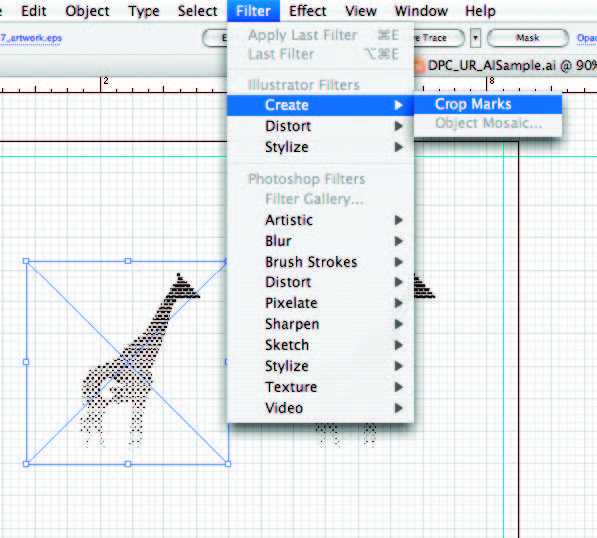 Edit Object Type Select Filter Effect View Window Help
7_artwork.eps
Trace
Mask
Apply Last Filter ⌘E
Last Filter ⌥⌘E
DPC_UR_AISample.ai @ 90%
2
8
Illustrator Filters
Create
Crop Marks
Distort
Object Mosaic...
Stylize
Photoshop Filters
Filter Gallery...
Artistic
Blur
Brush Strokes
Distort
Pixelate
Sharpen
Sketch
Stylize
Texture
Video